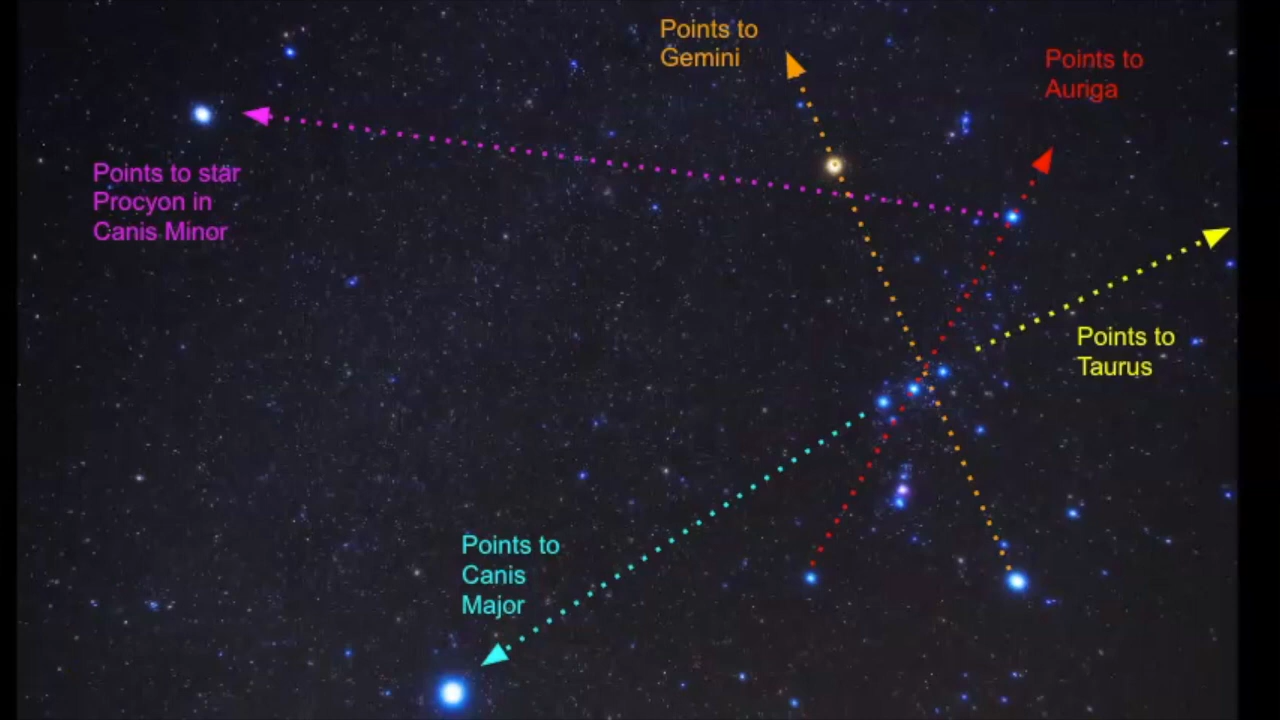 Points to
Gemini
Points to
Auriga
Points to star
Procyon in
Canis Minor
Points to
Taurus
Points to
Canis
Major